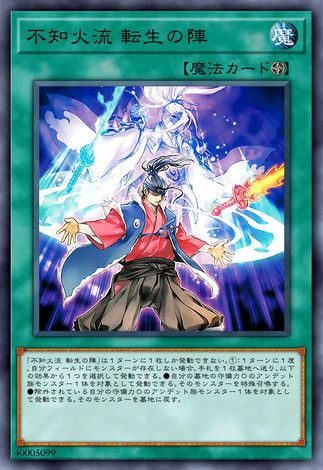 不知火流 転生の陣
魔
【魔法カード】
「不知火流 転生の陣」は１ターンに１枚しか発動できない。①：１ターンに１
度、自分フィールドにモンスターが存在しない場合、手札を１枚墓地へ送り、以下
の効果から１つを選択して発動できる。●自分の墓地の守備力０のアンデット
族モンスター１体を対象として発動できる。そのモンスターを特殊召喚する。
●除外されている自分の守備力０のアンデット族モンスター１体を対象として
発動できる。そのモンスターを墓地に戻す。
40005099